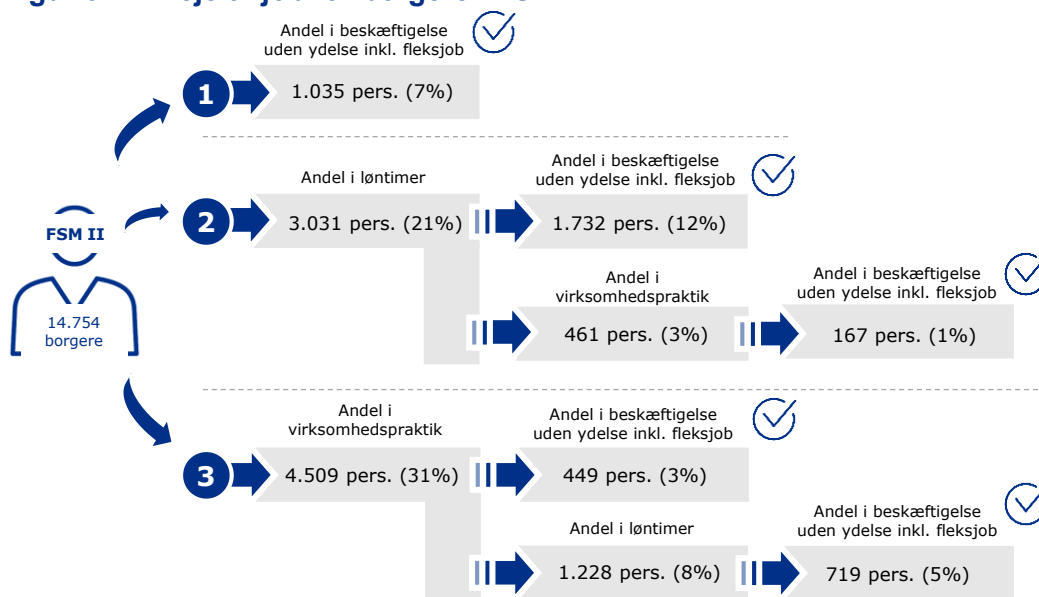 Andel i beskæftigelse
uden ydelse inkl. fleksjob
1
1.035 pers. (7%)
Andel i løntimer
Andel i beskæftigelse
uden ydelse inkl. fleksjob
2
3.031 pers. (21%)
1.732 pers. (12%)
FSM II
14.754
borgere
Andel i
virksomhedspraktik
Andel i beskæftigelse
uden ydelse inkl. fleksjob
461 pers. (3%)
167 pers. (1%)
Andel i
virksomhedspraktik
Andel i beskæftigelse
uden ydelse inkl. fleksjob
3
4.509 pers. (31%)
449 pers. (3%)
Andel i løntimer
Andel i beskæftigelse
uden ydelse inkl. fleksjob
1.228 pers. (8%)
719 pers. (5%)